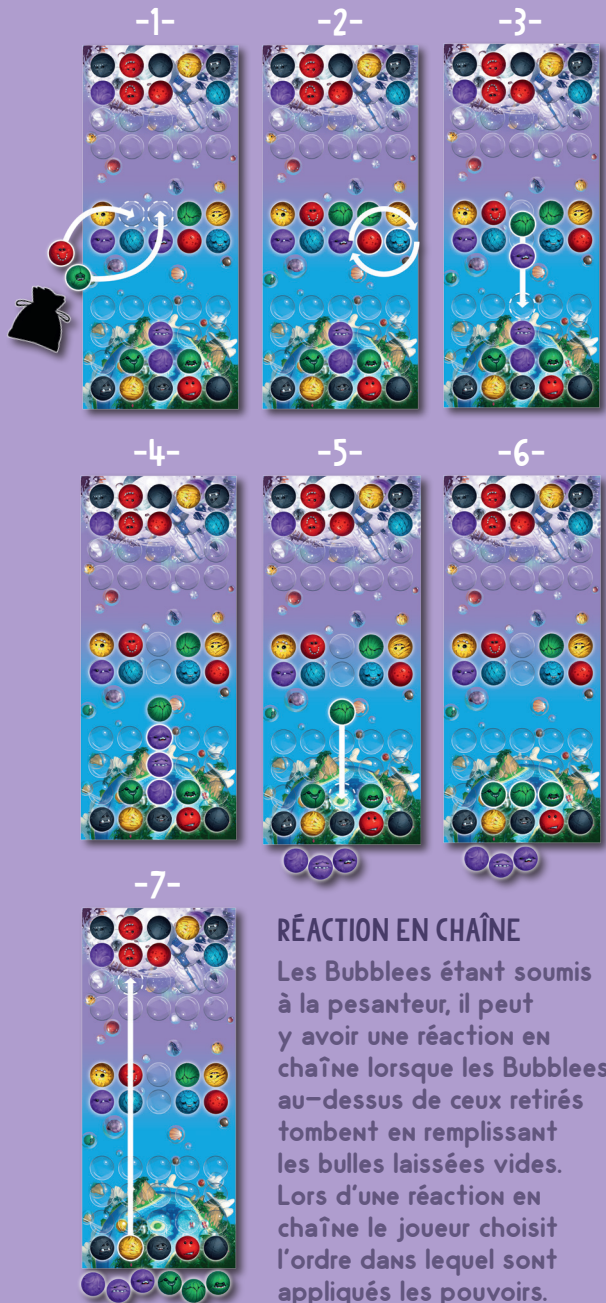 -1-
-2-
-3-
-4-
-5-
-6-
-7-
RÉACTION EN CHAÎNE
Les Bubblees étant soumis
à la pesanteur, il peut
y avoir une réaction en
chaîne lorsque les Bubblees
au-dessus de ceux retirés
tombent en remplissant
les bulles laissées vides.
Lors d'une réaction en
chaîne le joueur choisit
l'ordre dans lequel sont
appliqués les pouvoirs.